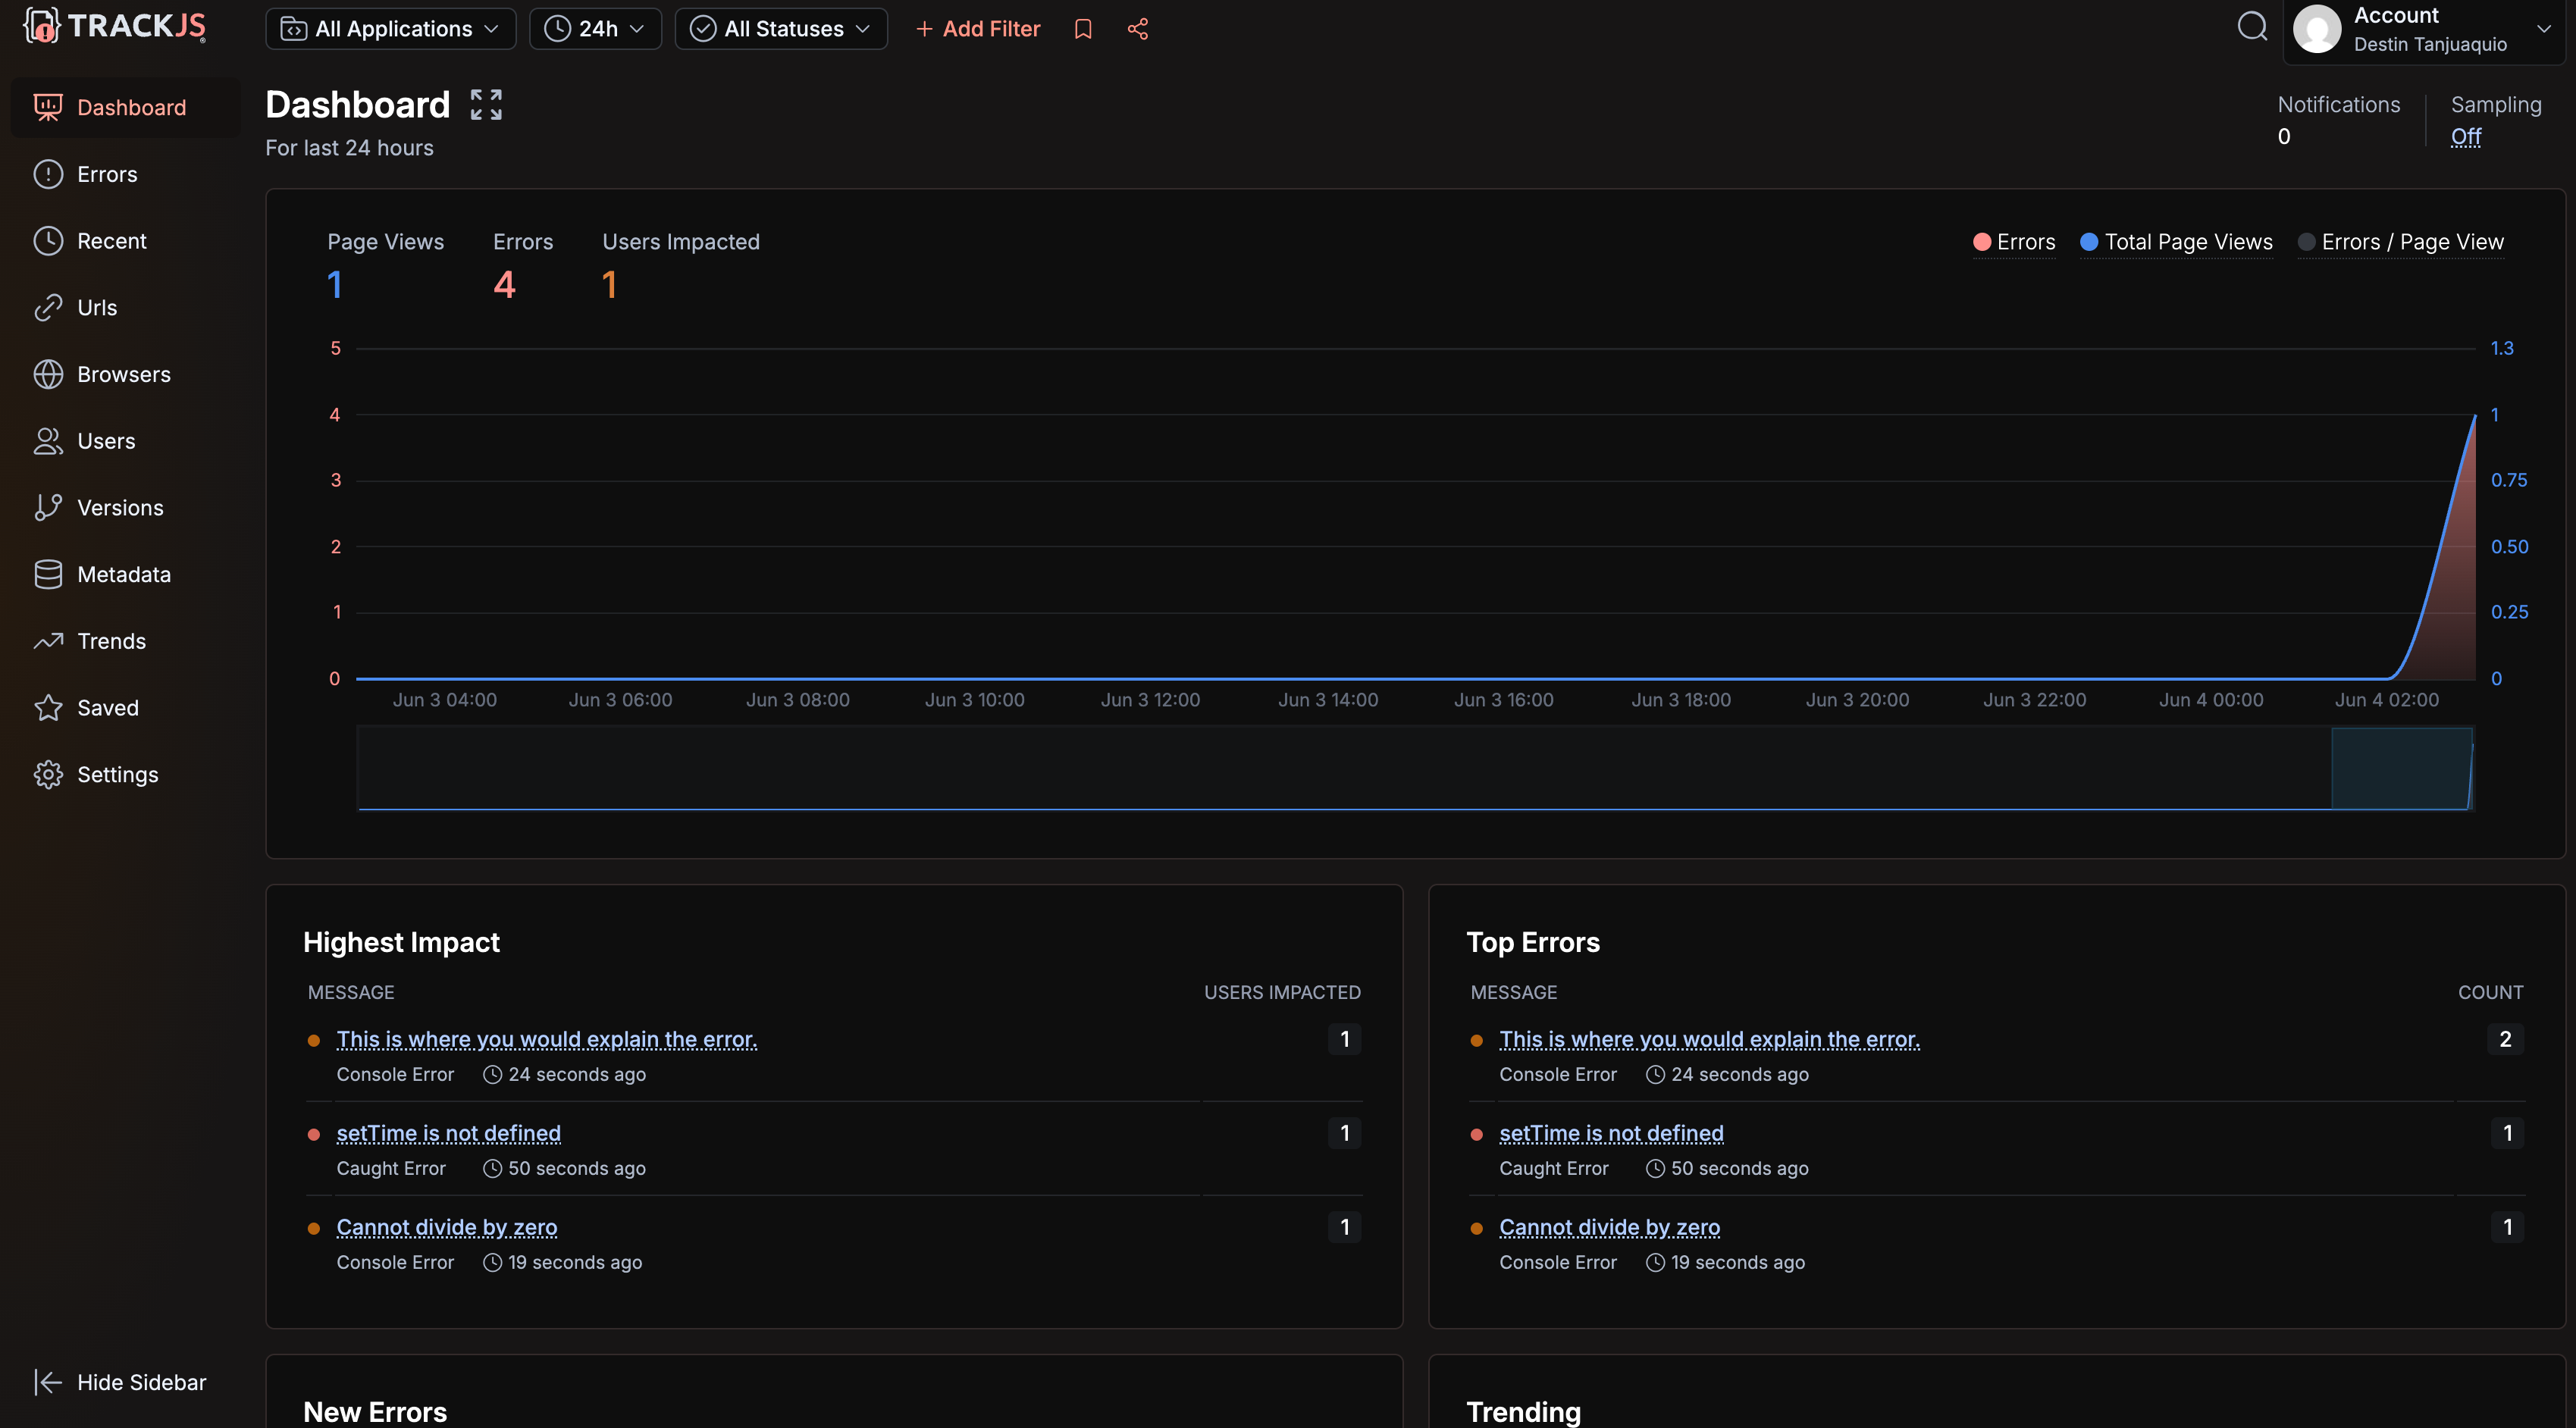 TRACKJS
All Applications
24h
All Statuses
+ Add Filter
Account
Destin Tanjuaquio
Dashboard
Errors
Recent
Urls
Browsers
Users
Versions
Metadata
Trends
Saved
Settings
Hide Sidebar
Dashboard
For last 24 hours
Notifications
0
Sampling
Off
Page Views
1
Errors
4
Users Impacted
1
Errors
Total Page Views
Errors / Page View
5 1.3
4 1
3 0.75
2 0.50
1 0.25
0 0
Jun 3 04:00 Jun 3 06:00 Jun 3 08:00 Jun 3 10:00 Jun 3 12:00 Jun 3 14:00 Jun 3 16:00 Jun 3 18:00 Jun 3 20:00 Jun 3 22:00 Jun 4 00:00 Jun 4 02:00
Highest Impact
MESSAGE USERS IMPACTED
This is where you would explain the error. 1
Console Error 24 seconds ago
setTime is not defined 1
Caught Error 50 seconds ago
Cannot divide by zero 1
Console Error 19 seconds ago
Top Errors
MESSAGE COUNT
This is where you would explain the error. 2
Console Error 24 seconds ago
setTime is not defined 1
Caught Error 50 seconds ago
Cannot divide by zero 1
Console Error 19 seconds ago
New Errors
Trending